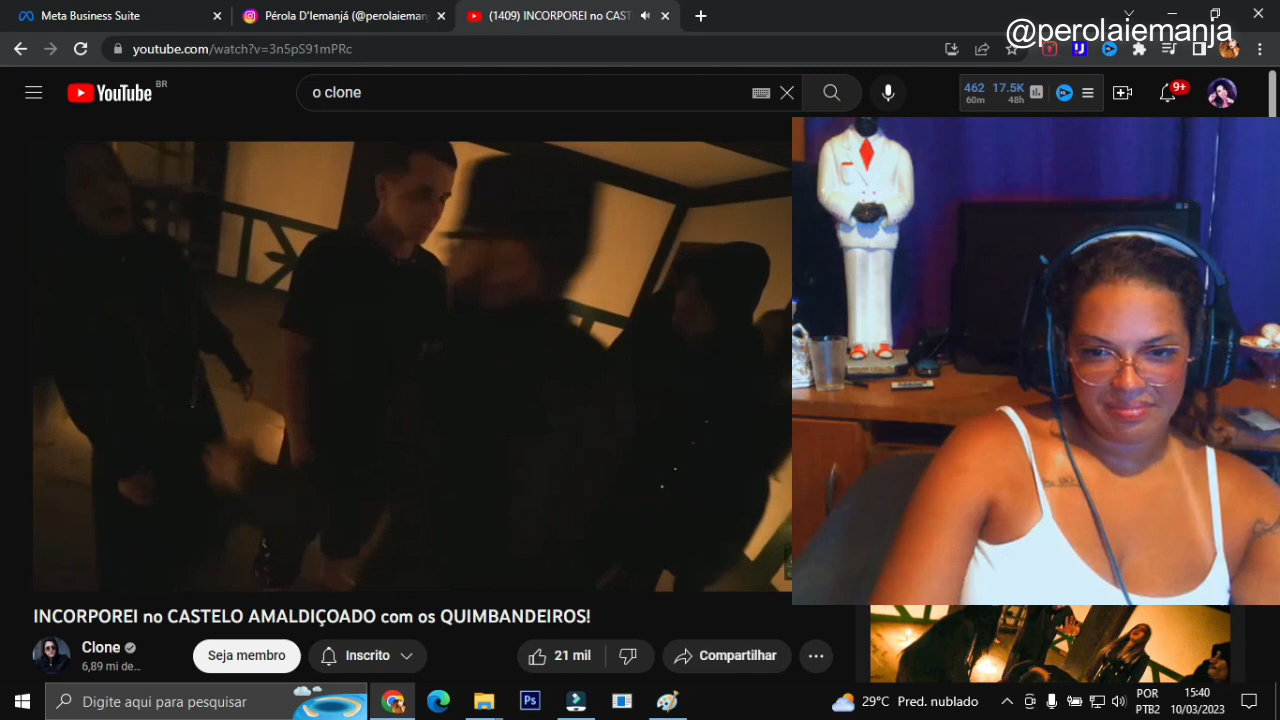 Meta Business Suite
Pérola D'Iemanjá (@perolaieman
(1409) INCORPOREI no CAST
@perolaiemanja
youtube.com/watch?v=3n5pS91mPRc
YouTube BR
o clone
462 17.5K
60m 48h
9+
INCORPOREI no CASTELO AMALDIÇOADO com os QUIMBANDEIROS!
Clone
6,89 mi de...
Seja membro
Inscrito
21 mil
Compartilhar
Digite aqui para pesquisar
Ps
29°C Pred. nublado
POR
PTB2
15:40
10/03/2023